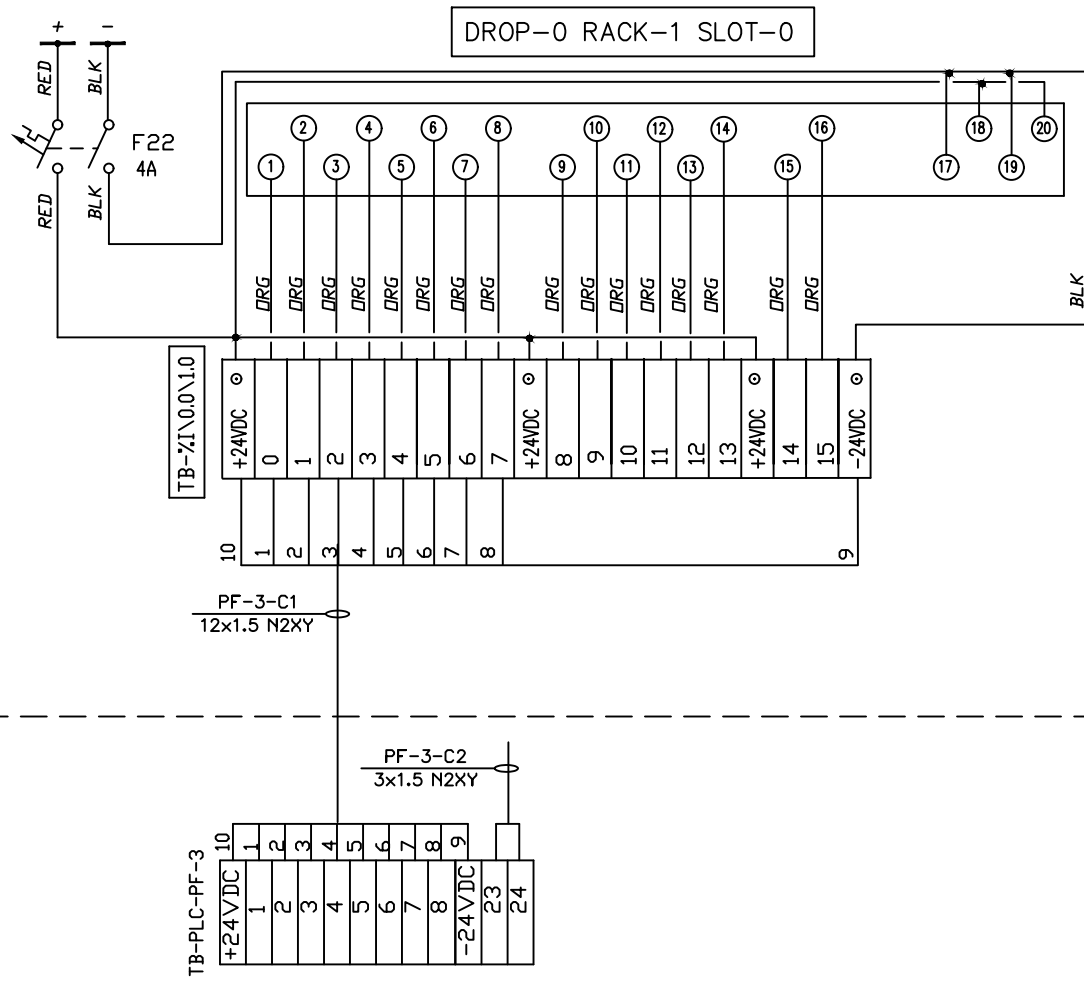 DROP-0 RACK-1 SLOT-0
+ -
RED BLK
F22
4A
RED BLK
2 4 6 8 10 12 14 16 18 20
1 3 5 7 9 11 13 15 17 19
ORG ORG ORG ORG ORG ORG ORG ORG ORG ORG ORG ORG ORG ORG ORG ORG
BLK
TB-%I\0.0\1.0
+24VDC 0 1 2 3 4 5 6 7 +24VDC 8 9 10 11 12 13 +24VDC 14 15 -24VDC
10 1 2 3 4 5 6 7 8 9
PF-3-C1
12x1.5 N2XY
PF-3-C2
3x1.5 N2XY
TB-PLC-PF-3
10 1 2 3 4 5 6 7 8 9
+24VDC 1 2 3 4 5 6 7 8 -24VDC 23 24